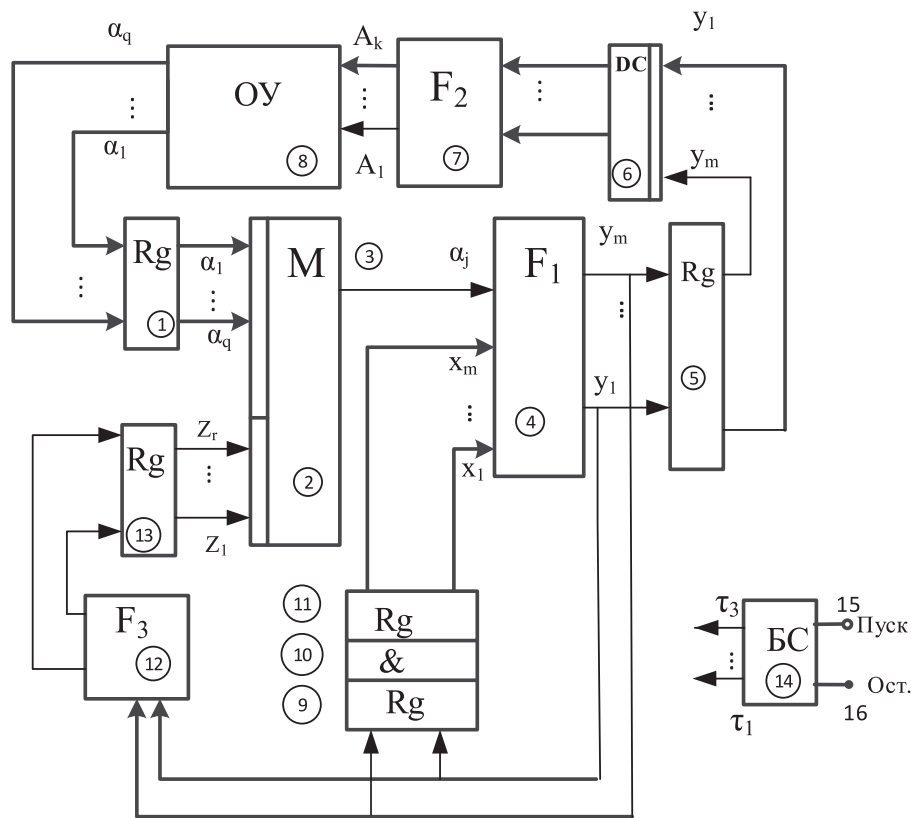 αq
Ak
y1
⋮
ОУ
⋮
F2
⋮
DC
⋮
α1
8
A1
7
6
ym
Rg
α1
M
3
αj
F1
ym
Rg
⋮
⋮
⋮
1
αq
xm
y1
5
⋮
4
Zr
x1
Rg
⋮
2
13
Z1
11
Rg
τ3
15
F3
БС
Пуск
10
&
12
⋮
14
9
Rg
Ост.
τ1
16